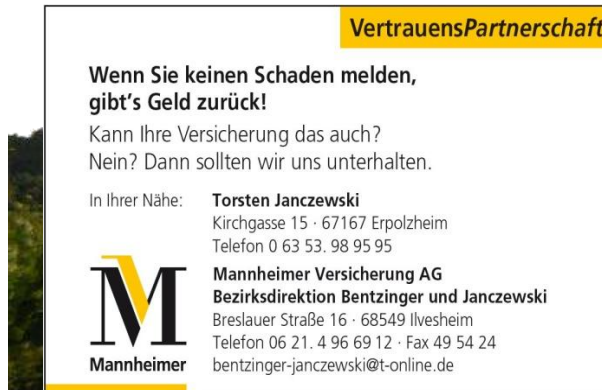 VertrauensPartnerschaft
Wenn Sie keinen Schaden melden,
gibt's Geld zurück!
Kann Ihre Versicherung das auch?
Nein? Dann sollten wir uns unterhalten.
In Ihrer Nähe: Torsten Janczewski
Kirchgasse 15 · 67167 Erpolzheim
Telefon 0 63 53. 98 95 95
Mannheimer Versicherung AG
Bezirksdirektion Bentzinger und Janczewski
Breslauer Straße 16 · 68549 Ilvesheim
Telefon 06 21. 4 96 69 12 · Fax 49 54 24
bentzinger-janczewski@t-online.de
M
Mannheimer